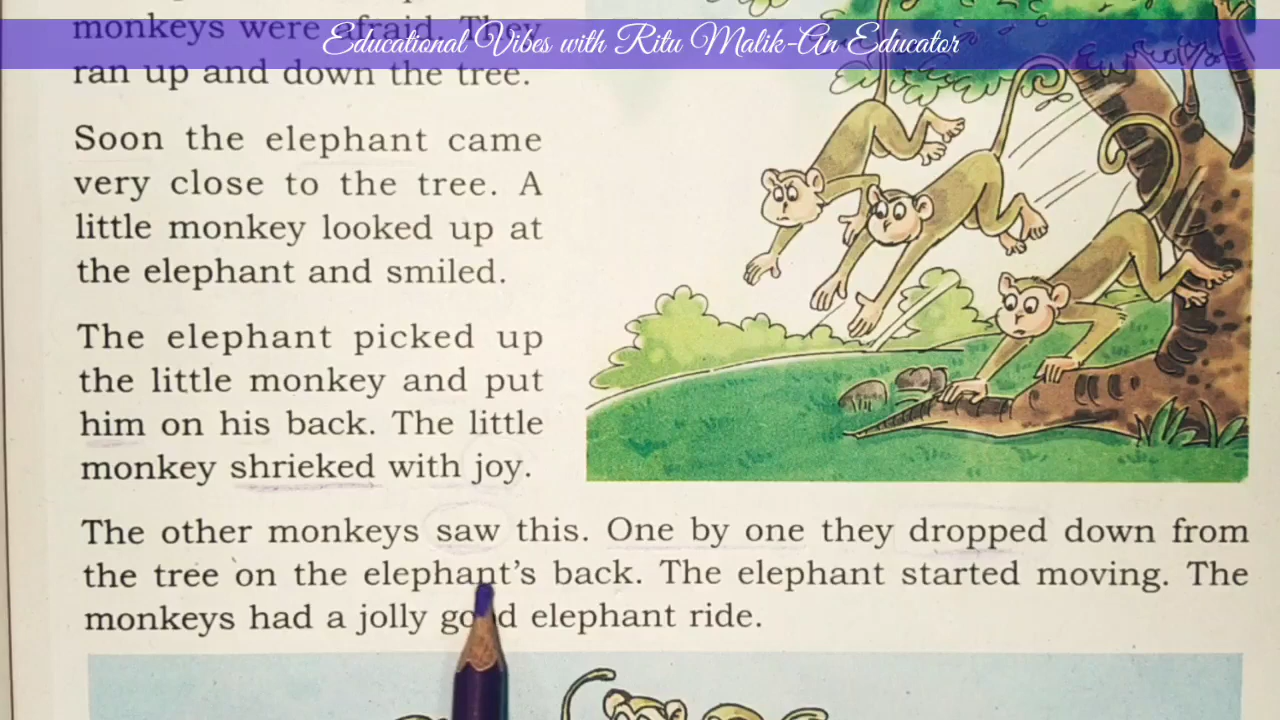 monkeys were afraid. They
Educational Vibes with Ritu Malik-An Educator
ran up and down the tree.
Soon the elephant came
very close to the tree. A
little monkey looked up at
the elephant and smiled.
The elephant picked up
the little monkey and put
him on his back. The little
monkey shrieked with joy.
The other monkeys saw this. One by one they dropped down from
the tree on the elephant's back. The elephant started moving. The
monkeys had a jolly good elephant ride.